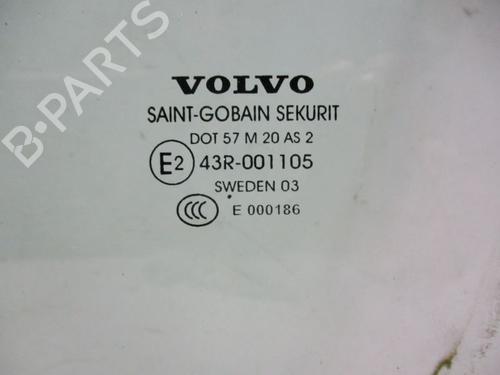 VOLVO
SAINT-GOBAIN SEKURIT
DOT 57 M 20 AS 2
E2 43R-001105
SWEDEN 03
CCC E 000186
B-PARTS